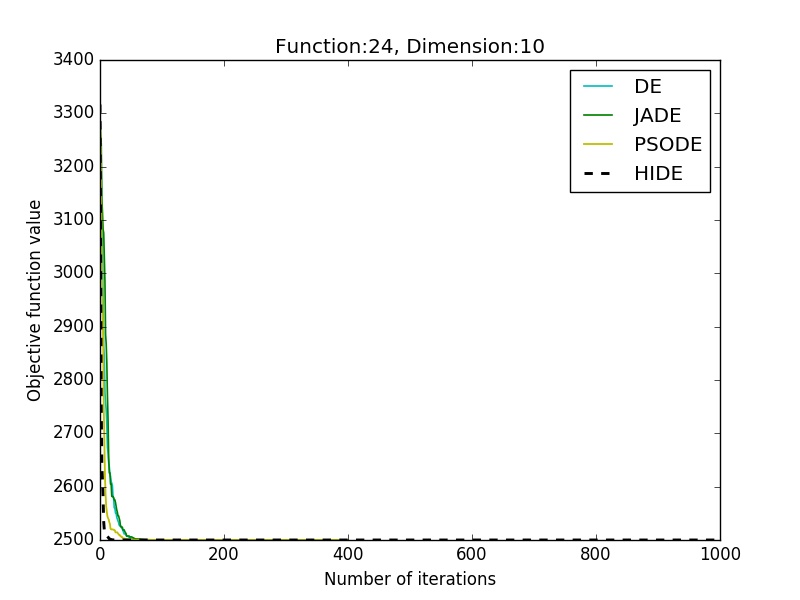 Function:24, Dimension:10
3400
3300
3200
3100
3000
2900
2800
2700
2600
2500
Objective function value
DE
JADE
PSODE
HIDE
0 200 400 600 800 1000
Number of iterations